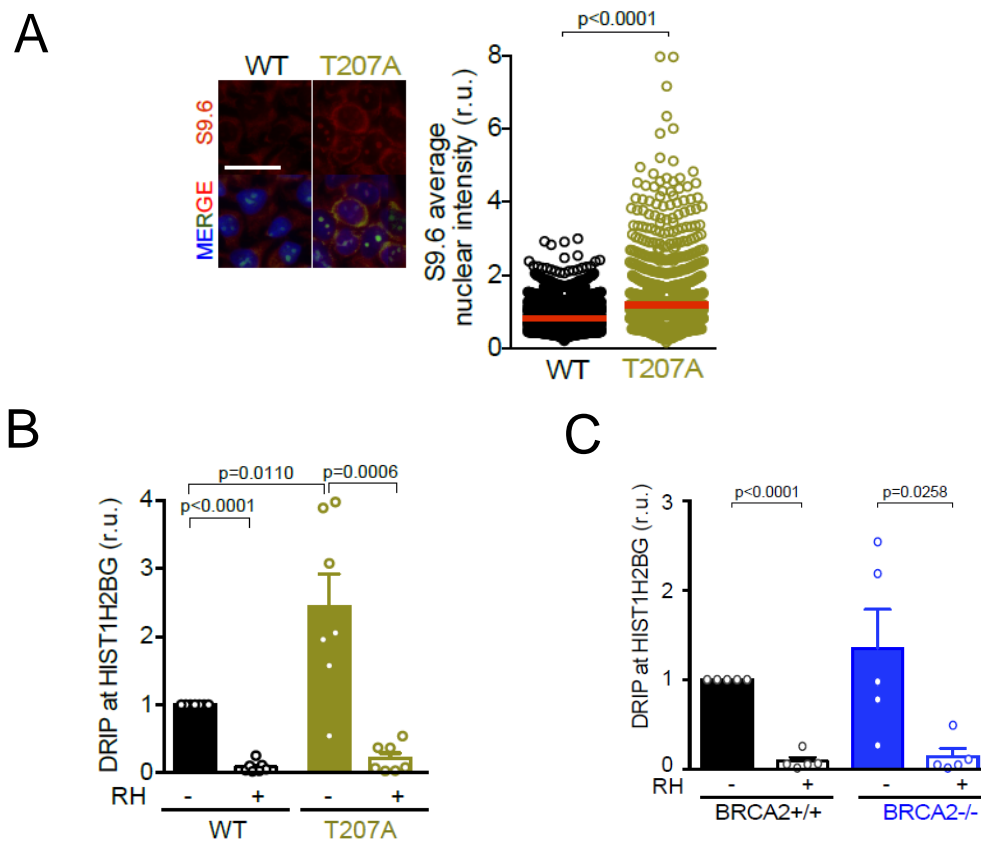 A
WT T207A
S9.6
MERGE
S9.6 average
nuclear intensity (r.u.)
p<0.0001
8
6
4
2
0
WT T207A
B
DRIP at HIST1H2BG (r.u.)
p=0.0110
p=0.0006
p<0.0001
4
3
2
1
0
RH - + - +
WT T207A
C
DRIP at HIST1H2BG (r.u.)
p<0.0001 p=0.0258
3
2
1
0
RH - + - +
BRCA2+/+ BRCA2-/-